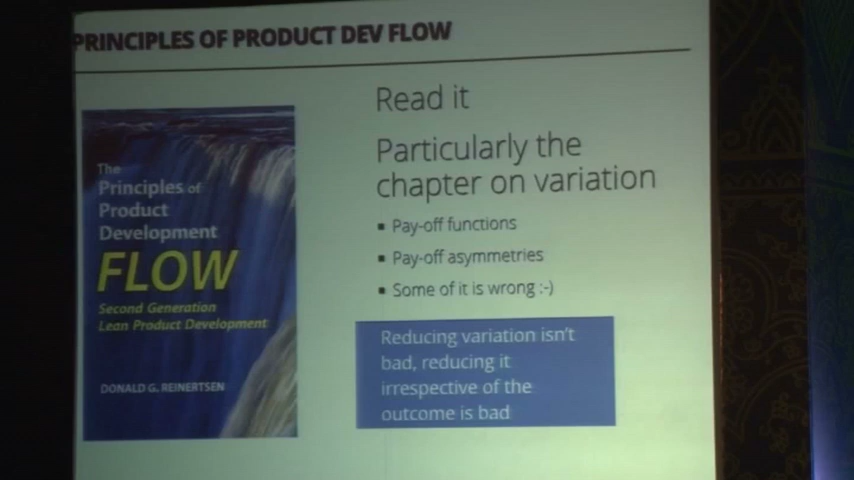 PRINCIPLES OF PRODUCT DEV FLOW
The
Principles of
Product
Development
FLOW
Second Generation
Lean Product Development
DONALD G. REINERTSEN
Read it
Particularly the
chapter on variation
▪ Pay-off functions
▪ Pay-off asymmetries
▪ Some of it is wrong :-)
Reducing variation isn't
bad, reducing it
irrespective of the
outcome is bad